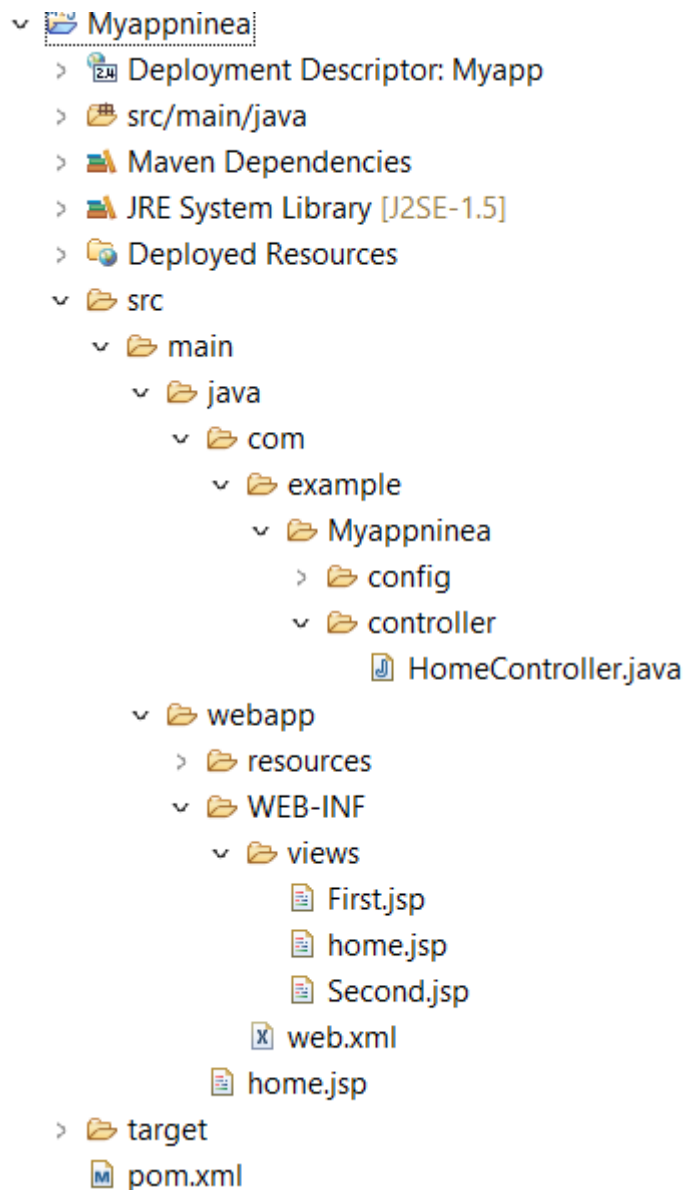 Myappninea
2.4 Deployment Descriptor: Myapp
src/main/java
Maven Dependencies
JRE System Library [J2SE-1.5]
Deployed Resources
src
main
java
com
example
Myappninea
config
controller
J HomeController.java
webapp
resources
WEB-INF
views
First.jsp
home.jsp
Second.jsp
X web.xml
home.jsp
target
M pom.xml